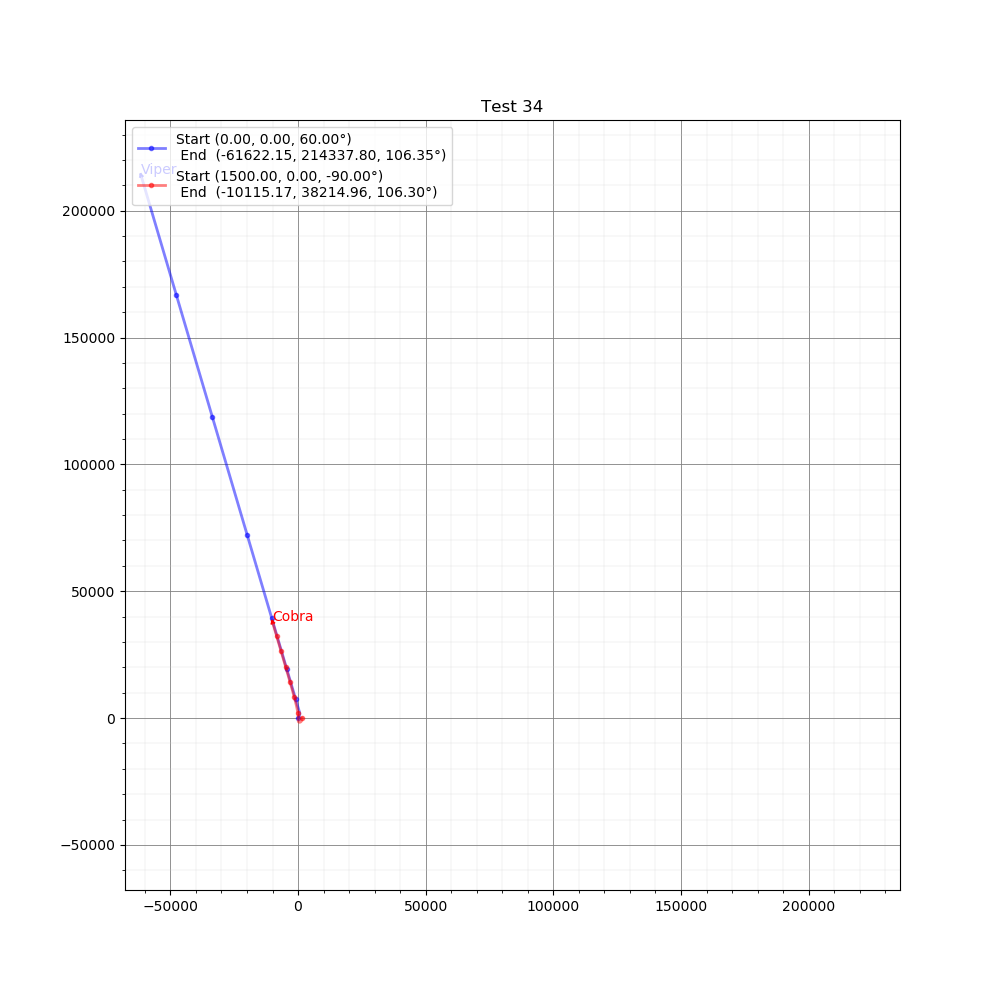 Test 34
Start (0.00, 0.00, 60.00°)
End (-61622.15, 214337.80, 106.35°)
Viper
Start (1500.00, 0.00, -90.00°)
End (-10115.17, 38214.96, 106.30°)
200000
150000
100000
50000
Cobra
0
−50000
−50000 0 50000 100000 150000 200000